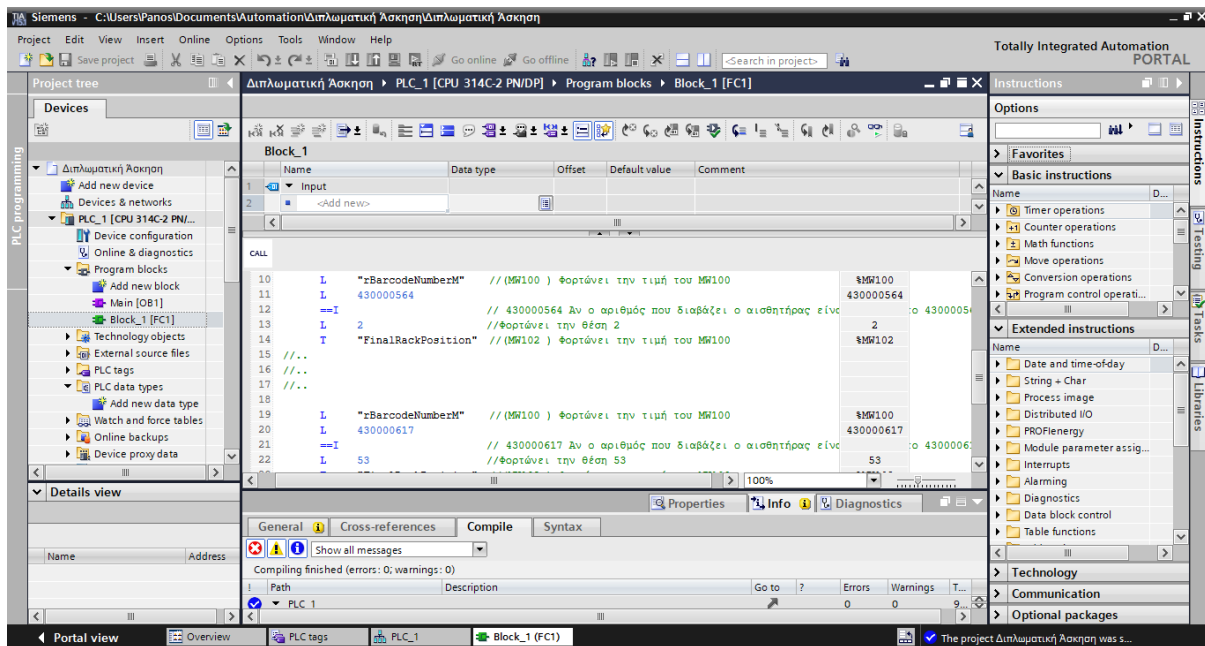 Siemens - C:\Users\Panos\Documents\Automation\Διπλωματική Άσκηση\Διπλωματική Άσκηση
Project Edit View Insert Online Options Tools Window Help
Totally Integrated Automation
PORTAL
Save project Go online Go offline <Search in project>
Project tree
Διπλωματική Άσκηση PLC_1 [CPU 314C-2 PN/DP] Program blocks Block_1 [FC1]
Instructions
Devices
Options
PLC programming
Block_1
Name Data type Offset Default value Comment
1 Input
2 <Add new>
Διπλωματική Άσκηση
Add new device
Devices & networks
PLC_1 [CPU 314C-2 PN/...
Device configuration
Online & diagnostics
Program blocks
Add new block
Main [OB1]
Block_1 [FC1]
Technology objects
External source files
PLC tags
PLC data types
Add new data type
Watch and force tables
Online backups
Device proxy data
Details view
Name Address
CALL
10 L "rBarcodeNumberM" //(MW100 ) Φορτώνει την τιμή του MW100 %MW100
11 L 430000564 430000564
12 ==I // 430000564 Αν ο αριθμός που διαβάζει ο αισθητήρας είνα
13 L 2 //Φορτώνει την θέση 2 2
14 T "FinalRackPosition" //(MW102 ) Φορτώνει την τιμή του MW100 %MW102
15 //..
16 //..
17 //..
18
19 L "rBarcodeNumberM" //(MW100 ) Φορτώνει την τιμή του MW100 %MW100
20 L 430000617 430000617
21 ==I // 430000617 Αν ο αριθμός που διαβάζει ο αισθητήρας είνα
22 L 53 //Φορτώνει την θέση 53 53
100%
Properties Info Diagnostics
General Cross-references Compile Syntax
Show all messages
Compiling finished (errors: 0; warnings: 0)
! Path Description Go to ? Errors Warnings T...
PLC_1 0 0 9...
Favorites
Basic instructions
Name D...
Timer operations
Counter operations
Math functions
Move operations
Conversion operations
Program control operati...
Extended instructions
Name D...
Date and time-of-day
String + Char
Process image
Distributed I/O
PROFIenergy
Module parameter assig...
Interrupts
Alarming
Diagnostics
Data block control
Table functions
Technology
Communication
Optional packages
Instructions
Testing
Tasks
Libraries
Portal view Overview PLC tags PLC_1 Block_1 (FC1) The project Διπλωματική Άσκηση was s...